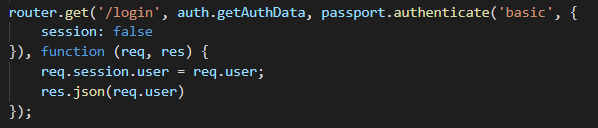 router.get('/login', auth.getAuthData, passport.authenticate('basic', {
    session: false
}), function (req, res) {
    req.session.user = req.user;
    res.json(req.user)
});